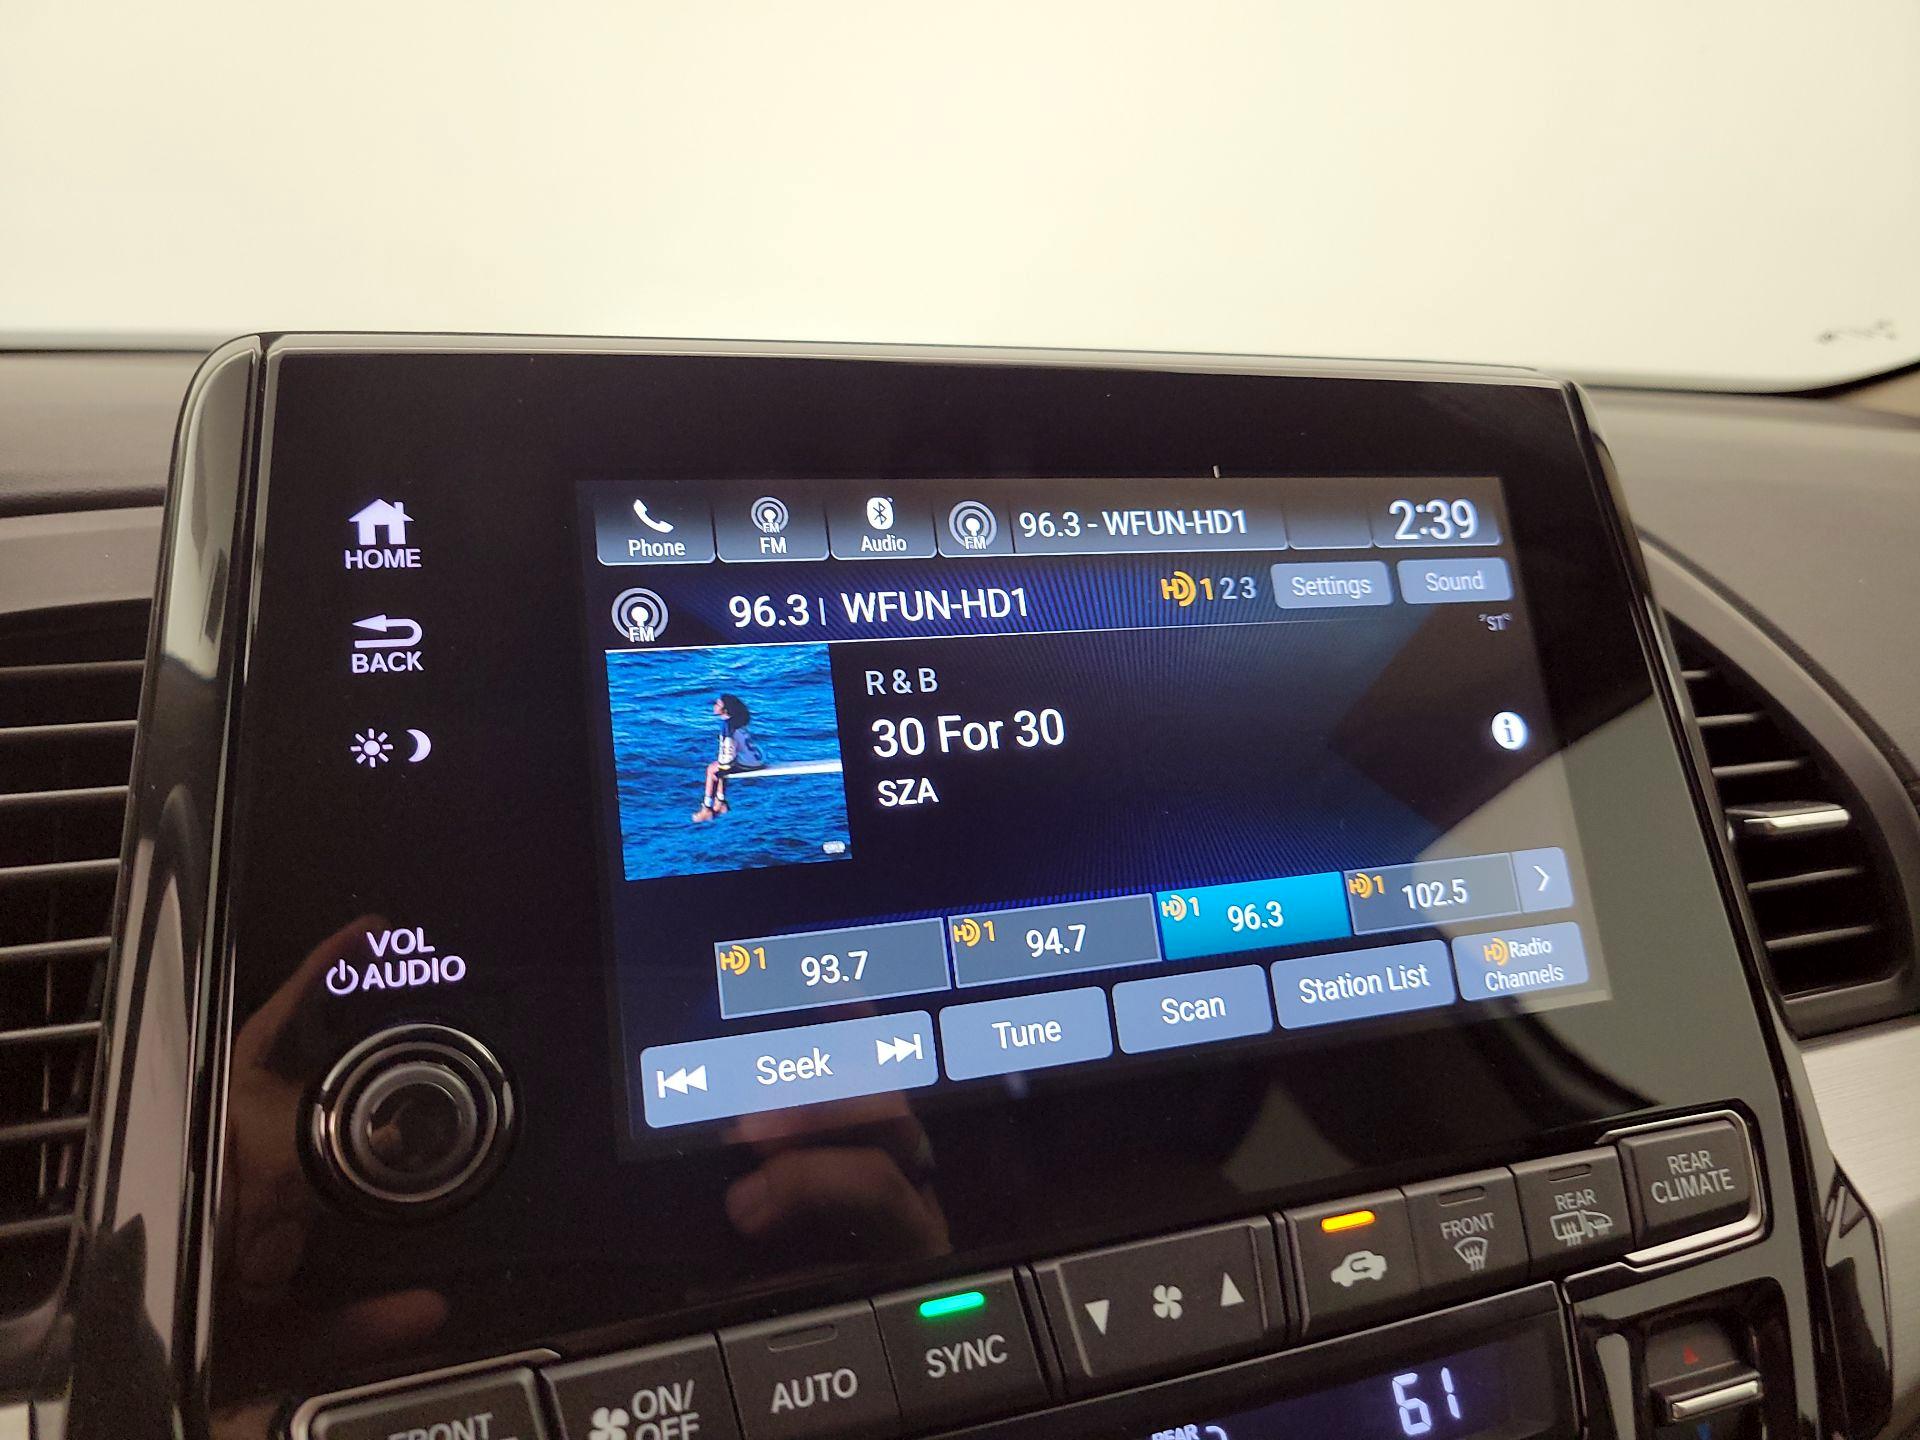 HOME
BACK
VOL
AUDIO
Phone
FM
FM
Audio
FM
96.3 - WFUN-HD1
2:39
FM
96.3 | WFUN-HD1
HD 1 2 3
Settings
Sound
"ST"
R & B
30 For 30
SZA
i
HD 1 93.7
HD 1 94.7
HD 1 96.3
HD 1 102.5
Seek
Tune
Scan
Station List
HD Radio
Channels
FRONT
ON/
OFF
AUTO
SYNC
FRONT
REAR
REAR
CLIMATE
REAR
61